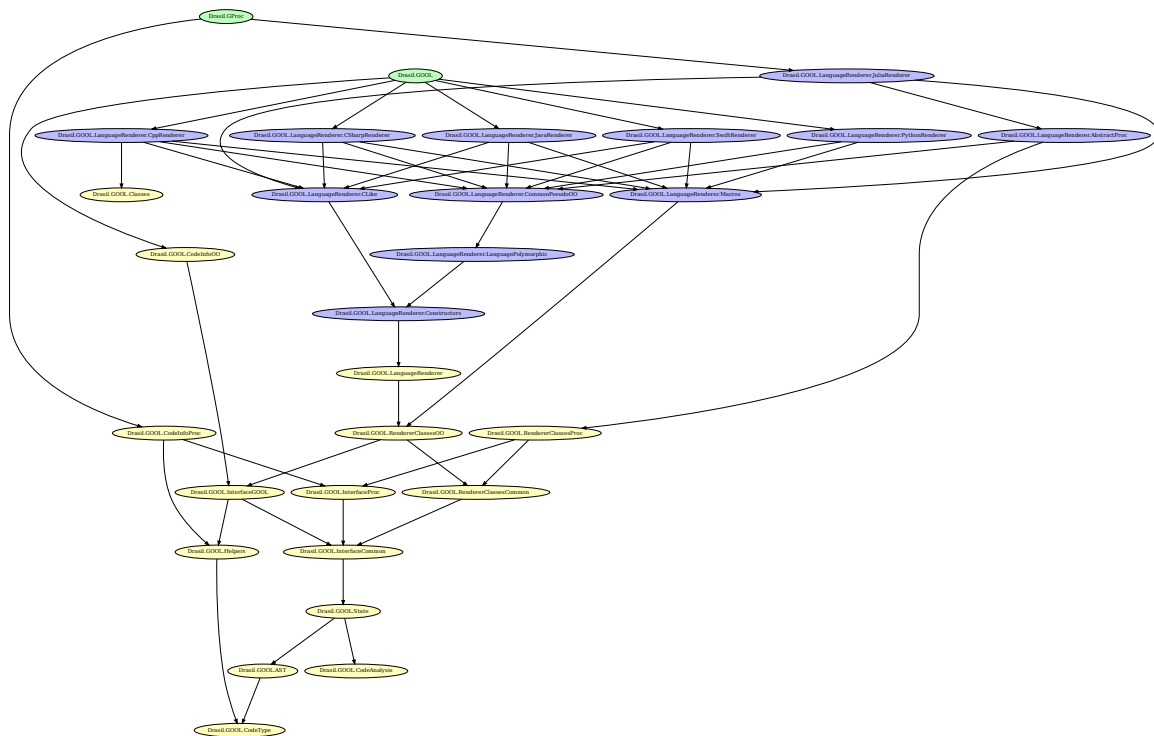 Drasil.GProc
Drasil.GOOL
Drasil.GOOL.LanguageRenderer.JuliaRenderer
Drasil.GOOL.LanguageRenderer.CppRenderer
Drasil.GOOL.LanguageRenderer.CSharpRenderer
Drasil.GOOL.LanguageRenderer.JavaRenderer
Drasil.GOOL.LanguageRenderer.SwiftRenderer
Drasil.GOOL.LanguageRenderer.PythonRenderer
Drasil.GOOL.LanguageRenderer.AbstractProc
Drasil.GOOL.Classes
Drasil.GOOL.LanguageRenderer.CLike
Drasil.GOOL.LanguageRenderer.CommonPseudoOO
Drasil.GOOL.LanguageRenderer.Macros
Drasil.GOOL.CodeInfoOO
Drasil.GOOL.LanguageRenderer.LanguagePolymorphic
Drasil.GOOL.LanguageRenderer.Constructors
Drasil.GOOL.LanguageRenderer
Drasil.GOOL.CodeInfoProc
Drasil.GOOL.RendererClassesOO
Drasil.GOOL.RendererClassesProc
Drasil.GOOL.InterfaceGOOL
Drasil.GOOL.InterfaceProc
Drasil.GOOL.RendererClassesCommon
Drasil.GOOL.Helpers
Drasil.GOOL.InterfaceCommon
Drasil.GOOL.State
Drasil.GOOL.AST
Drasil.GOOL.CodeAnalysis
Drasil.GOOL.CodeType